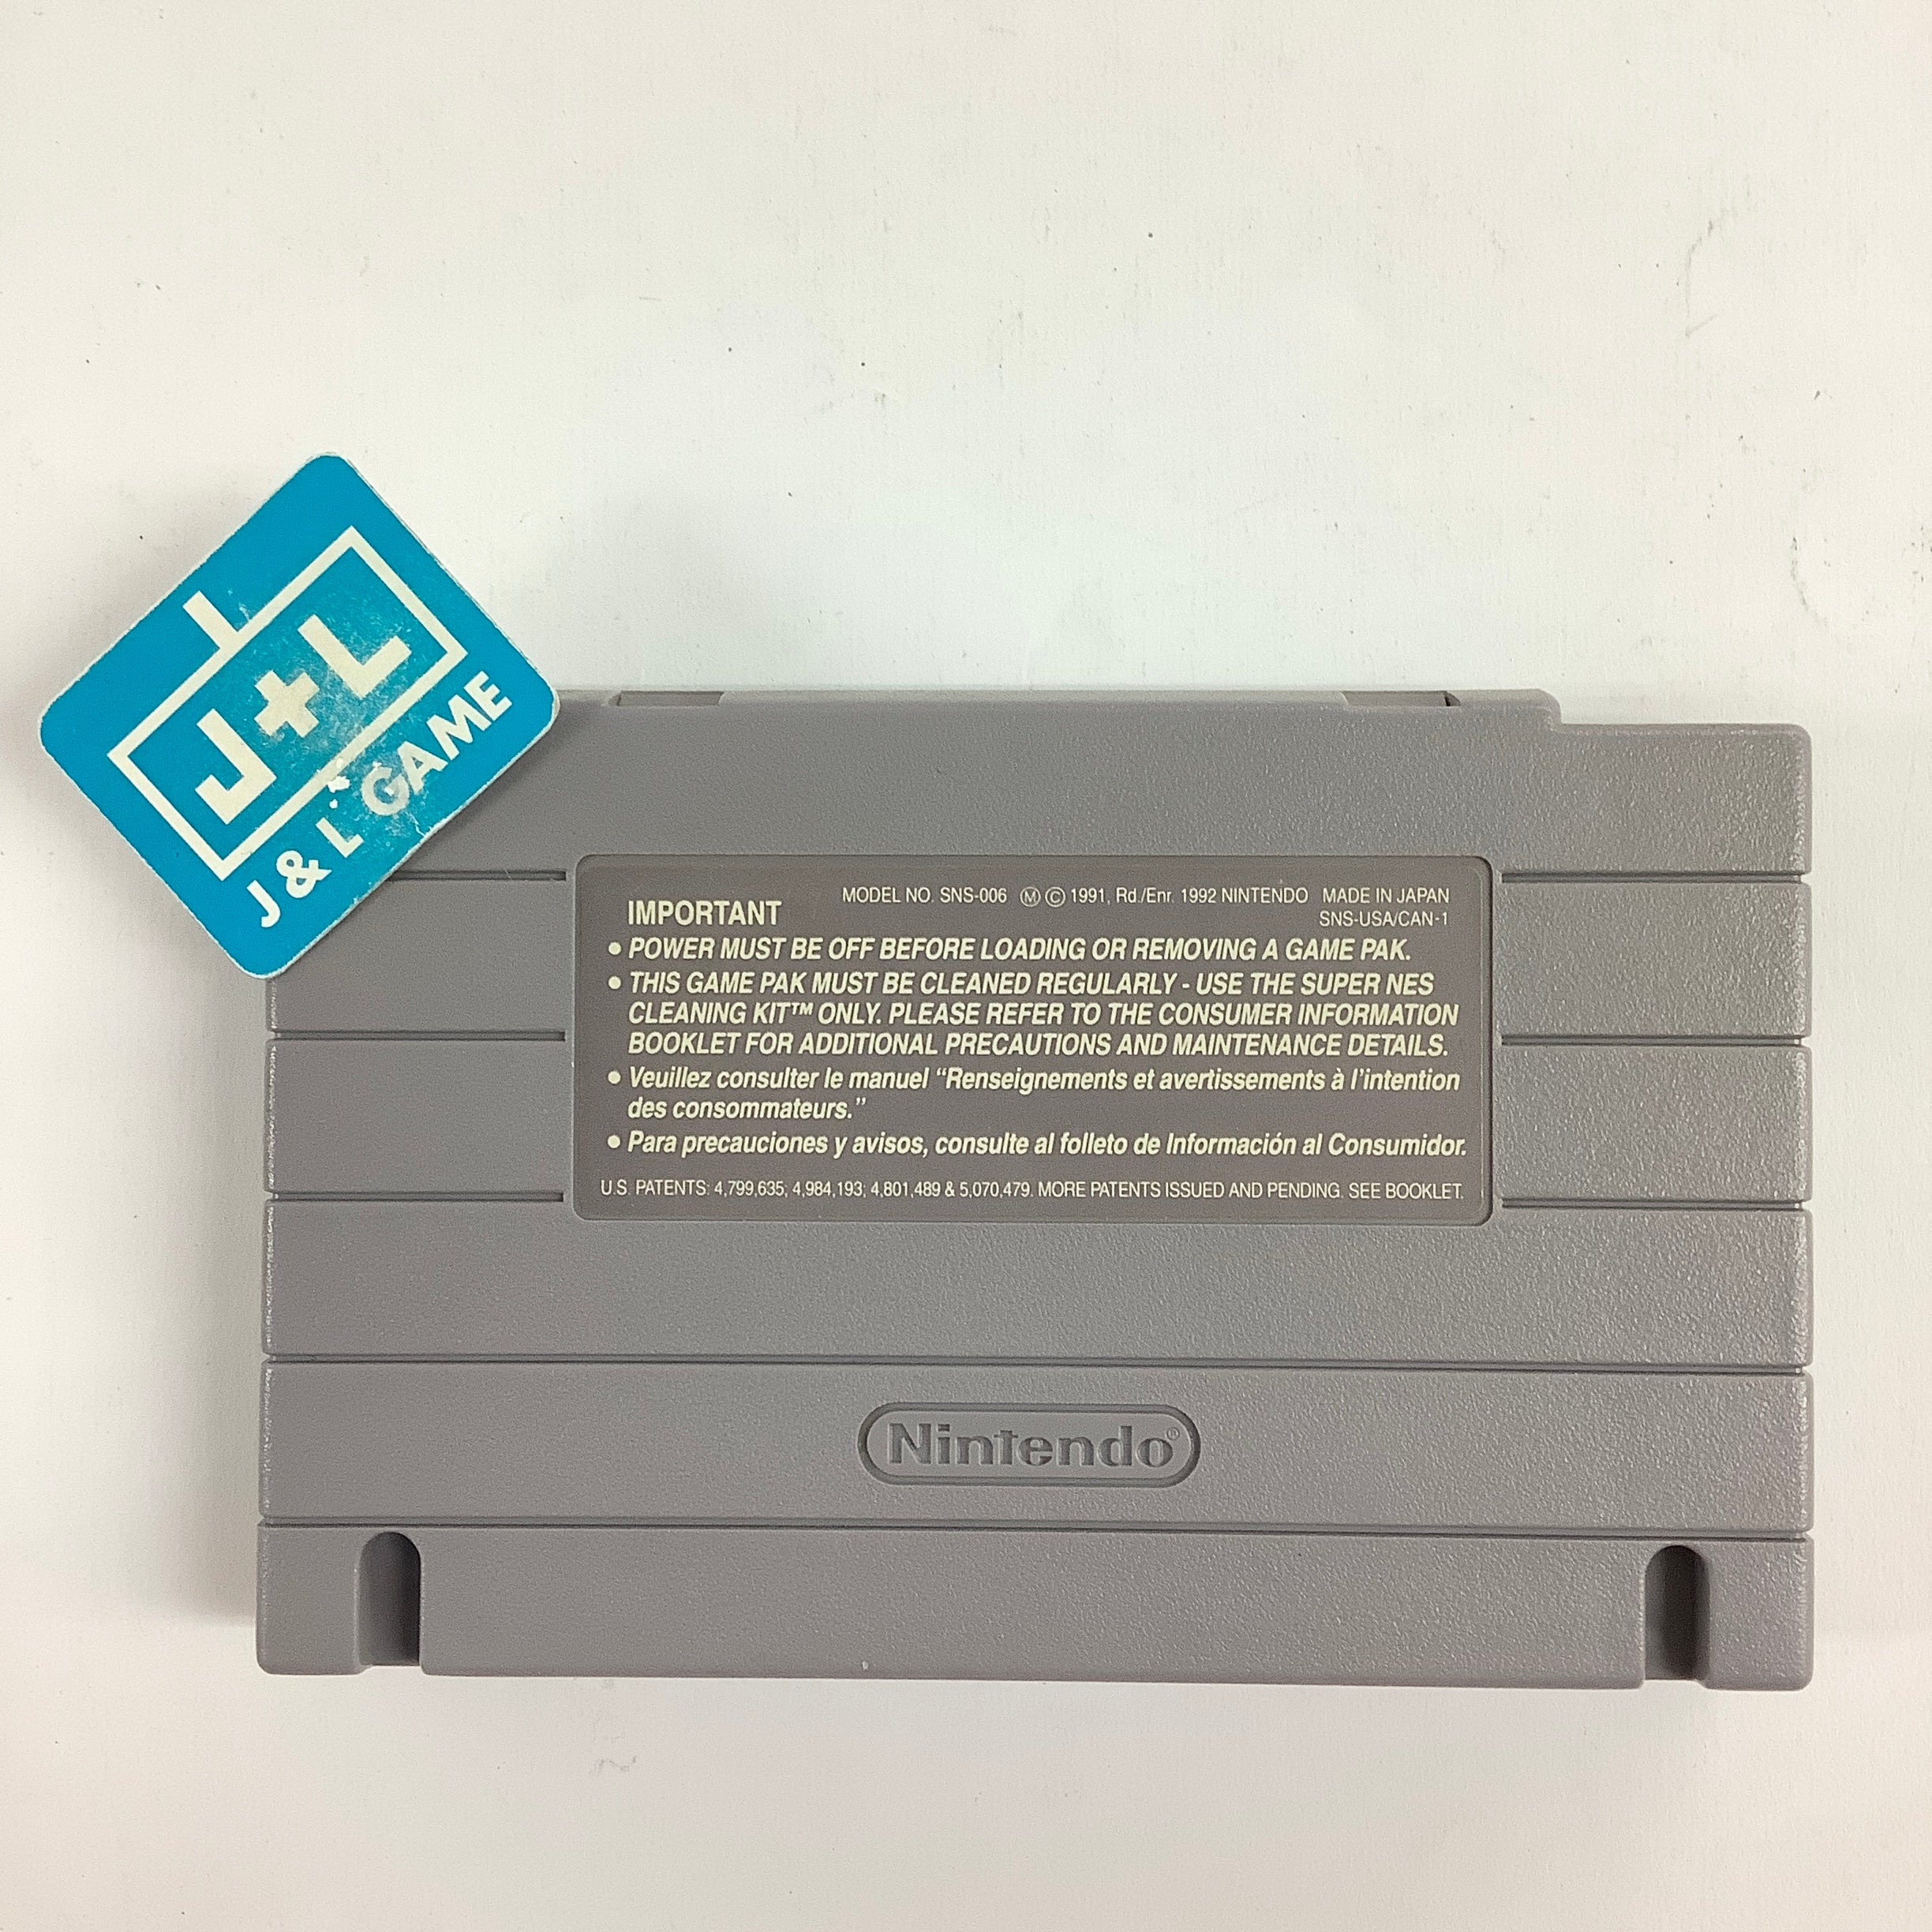 J+L
J & L GAME
MODEL NO. SNS-006 Ⓜ © 1991, Rd./Enr. 1992 NINTENDO MADE IN JAPAN
IMPORTANT
SNS-USA/CAN-1
• POWER MUST BE OFF BEFORE LOADING OR REMOVING A GAME PAK.
• THIS GAME PAK MUST BE CLEANED REGULARLY - USE THE SUPER NES
CLEANING KIT™ ONLY. PLEASE REFER TO THE CONSUMER INFORMATION
BOOKLET FOR ADDITIONAL PRECAUTIONS AND MAINTENANCE DETAILS.
• Veuillez consulter le manuel “Renseignements et avertissements à l’intention
des consommateurs.”
• Para precauciones y avisos, consulte al folleto de Información al Consumidor.
U.S. PATENTS: 4,799,635; 4,984,193; 4,801,489 & 5,070,479. MORE PATENTS ISSUED AND PENDING. SEE BOOKLET.
Nintendo®